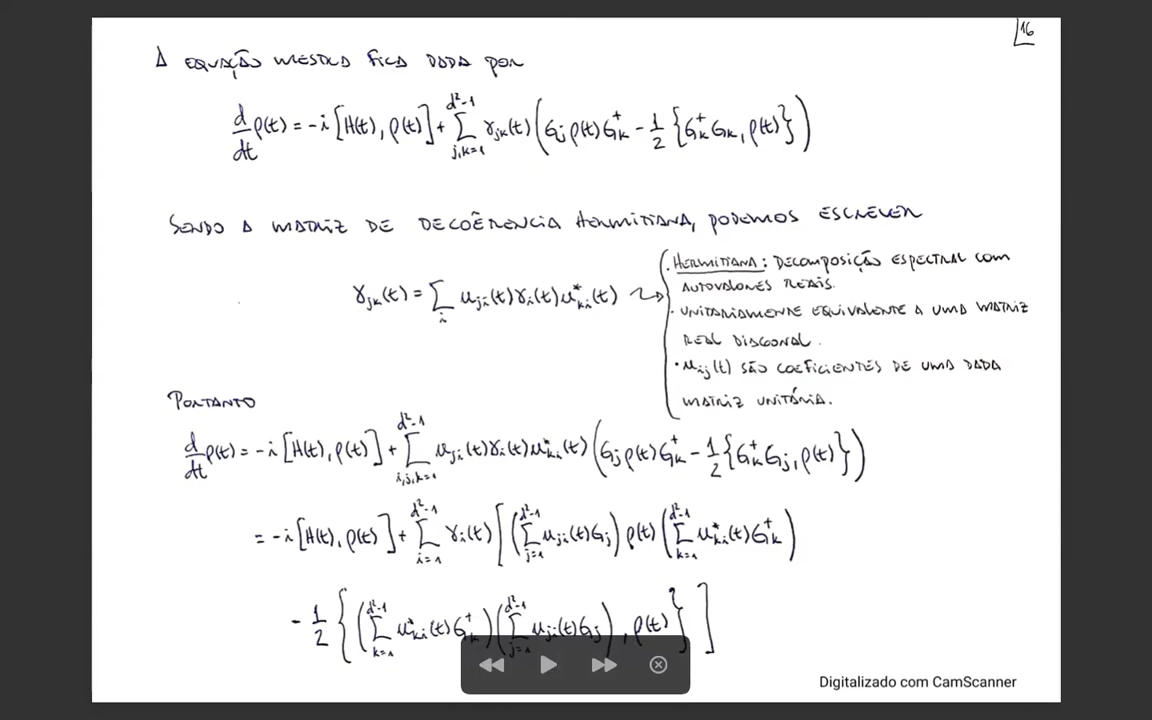 16
A EQUAÇÃO MESTRA FICA DADA POR
d/dt ρ(t) = -i [H(t), ρ(t)] + Σ_{j,k=1}^{d²-1} γ_{jk}(t) (G_j ρ(t) G_k^† - 1/2 {G_k^† G_k, ρ(t)})
SENDO A MATRIZ DE DECOÊRENCIA HERMITIANA, PODEMOS ESCREVER
γ_{jk}(t) = Σ_i u_{ji}(t) γ_i(t) u*_{ki}(t)
· HERMITIANA: DECOMPOSIÇÃO ESPECTRAL COM
AUTOVALORES REAIS.
· UNITARIAMENTE EQUIVALENTE A UMA MATRIZ
REAL DIAGONAL.
· u_{ij}(t) SÃO COEFICIENTES DE UMA DADA
MATRIZ UNITÁRIA.
PORTANTO
d/dt ρ(t) = -i [H(t), ρ(t)] + Σ_{i,j,k=1}^{d²-1} u_{ji}(t) γ_i(t) u*_{ki}(t) (G_j ρ(t) G_k^† - 1/2 {G_k^† G_j, ρ(t)})
= -i [H(t), ρ(t)] + Σ_{i=1}^{d²-1} γ_i(t) [(Σ_{j=1}^{d²-1} u_{ji}(t) G_j) ρ(t) (Σ_{k=1}^{d²-1} u*_{ki}(t) G_k^†)
- 1/2 {(Σ_{k=1}^{d²-1} u*_{ki}(t) G_k^†) (Σ_{j=1}^{d²-1} u_{ji}(t) G_j), ρ(t)}]
Digitalizado com CamScanner